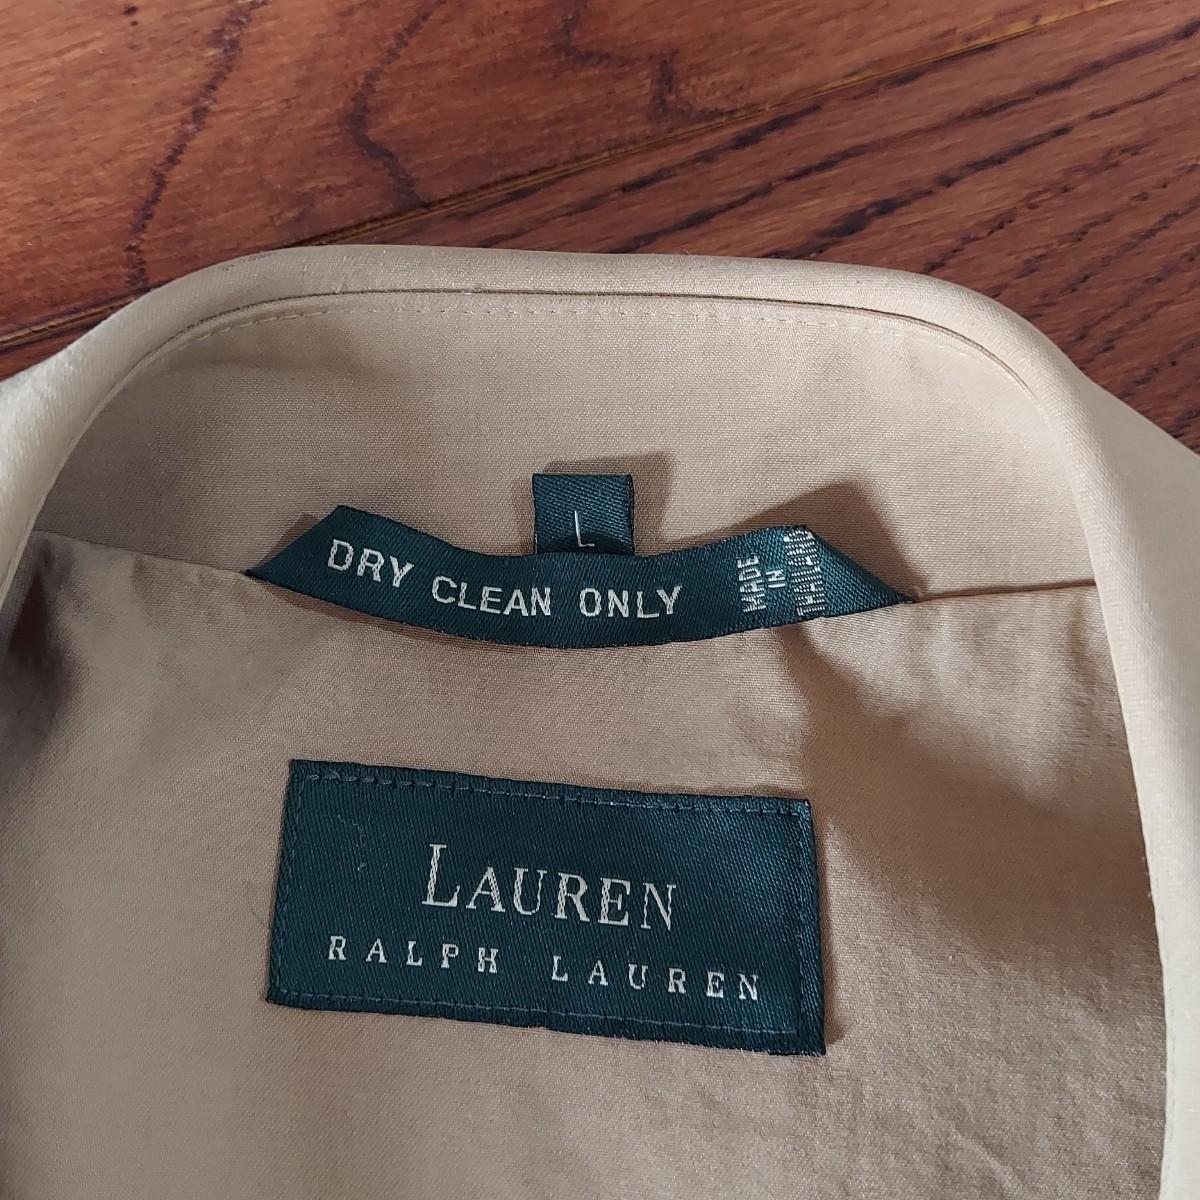 L
DRY CLEAN ONLY
MADE
IN
THAILAND
LAUREN
RALPH LAUREN